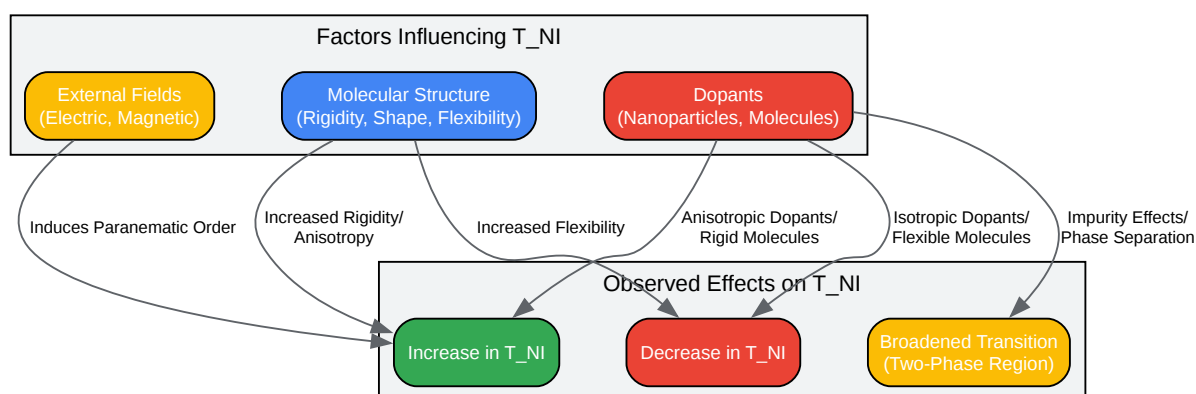 Factors Influencing T_NI
External Fields
(Electric, Magnetic)
Molecular Structure
(Rigidity, Shape, Flexibility)
Dopants
(Nanoparticles, Molecules)
Induces Paranematic Order
Increased Rigidity/
Anisotropy
Increased Flexibility
Anisotropic Dopants/
Rigid Molecules
Isotropic Dopants/
Flexible Molecules
Impurity Effects/
Phase Separation
Observed Effects on T_NI
Increase in T_NI
Decrease in T_NI
Broadened Transition
(Two-Phase Region)